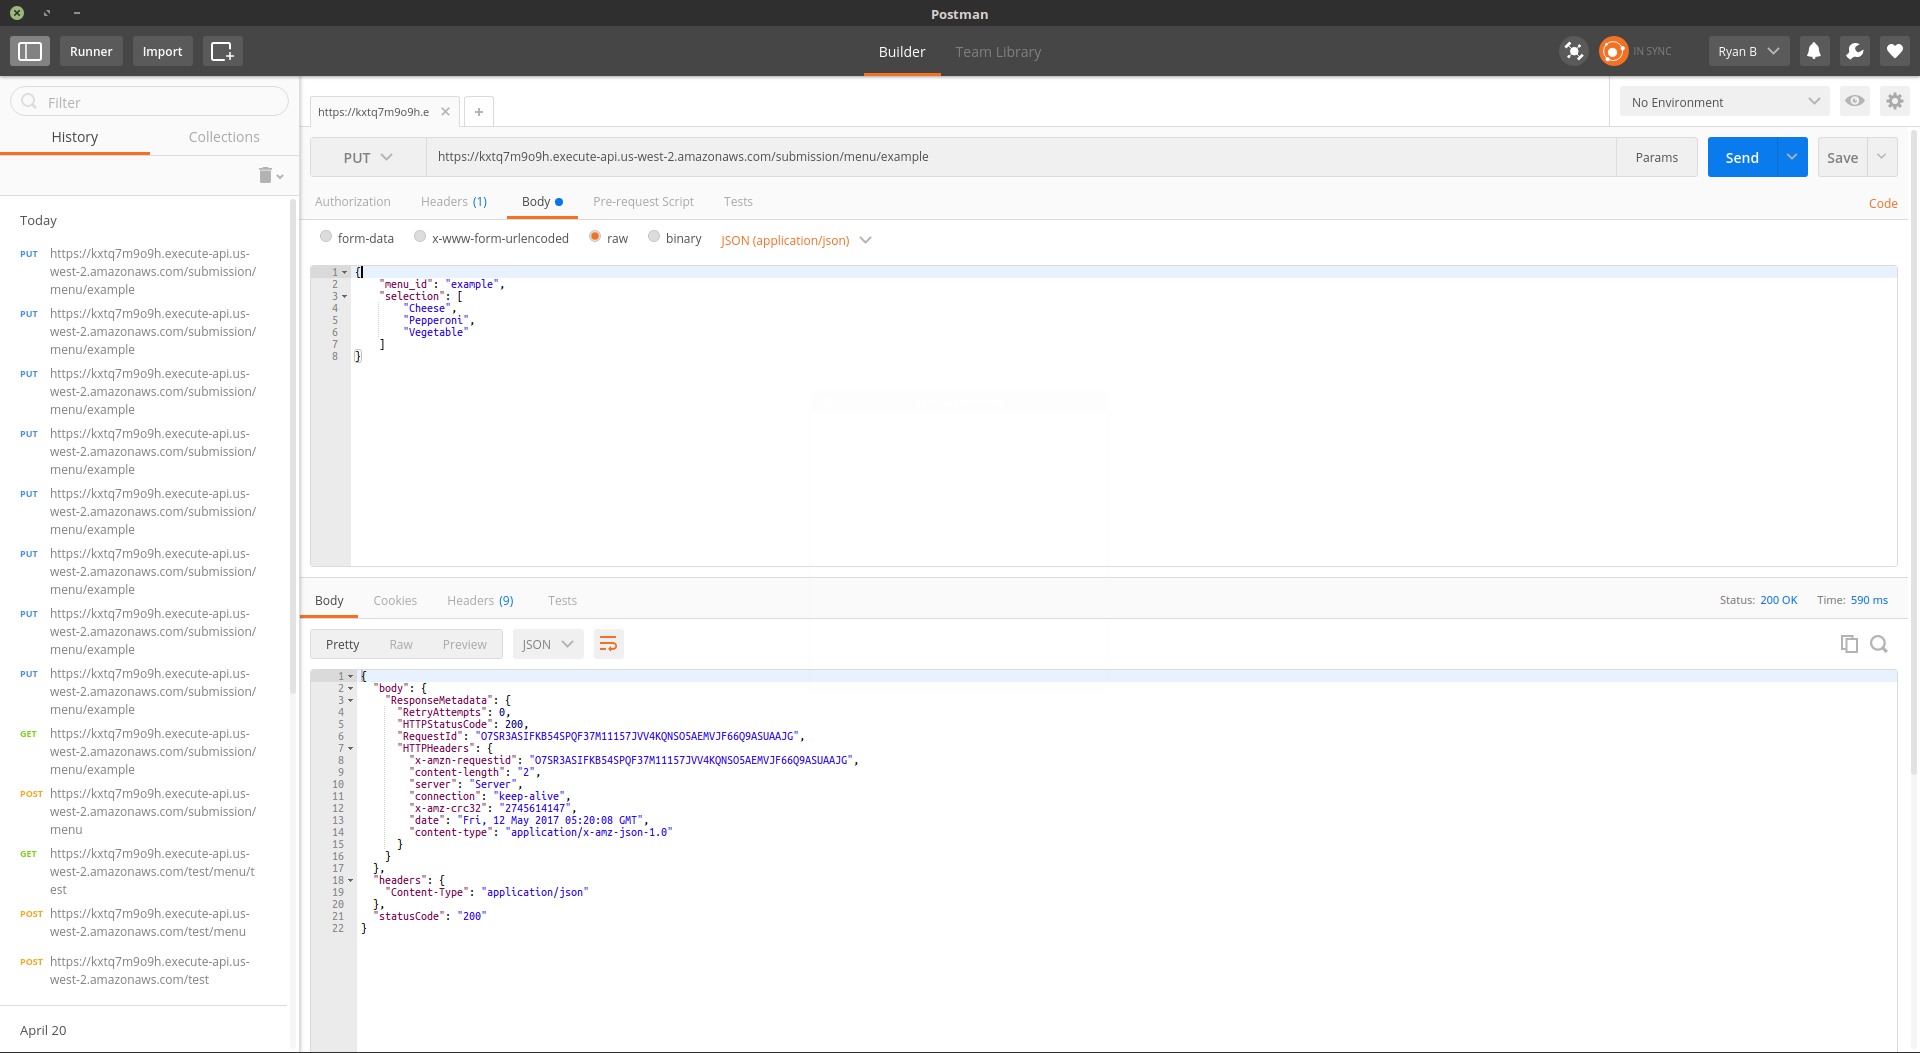 Postman
Runner
Import
Builder
Team Library
IN SYNC
Ryan B
Filter
History
Collections
Today
PUT https://kxtq7m9o9h.execute-api.us-
west-2.amazonaws.com/submission/
menu/example
PUT https://kxtq7m9o9h.execute-api.us-
west-2.amazonaws.com/submission/
menu/example
PUT https://kxtq7m9o9h.execute-api.us-
west-2.amazonaws.com/submission/
menu/example
PUT https://kxtq7m9o9h.execute-api.us-
west-2.amazonaws.com/submission/
menu/example
PUT https://kxtq7m9o9h.execute-api.us-
west-2.amazonaws.com/submission/
menu/example
PUT https://kxtq7m9o9h.execute-api.us-
west-2.amazonaws.com/submission/
menu/example
PUT https://kxtq7m9o9h.execute-api.us-
west-2.amazonaws.com/submission/
menu/example
PUT https://kxtq7m9o9h.execute-api.us-
west-2.amazonaws.com/submission/
menu/example
GET https://kxtq7m9o9h.execute-api.us-
west-2.amazonaws.com/submission/
menu/example
POST https://kxtq7m9o9h.execute-api.us-
west-2.amazonaws.com/submission/
menu
GET https://kxtq7m9o9h.execute-api.us-
west-2.amazonaws.com/test/menu/t
est
POST https://kxtq7m9o9h.execute-api.us-
west-2.amazonaws.com/test/menu
POST https://kxtq7m9o9h.execute-api.us-
west-2.amazonaws.com/test
April 20
https://kxtq7m9o9h.e
+
No Environment
PUT
https://kxtq7m9o9h.execute-api.us-west-2.amazonaws.com/submission/menu/example
Params
Send
Save
Authorization
Headers (1)
Body
Pre-request Script
Tests
Code
form-data
x-www-form-urlencoded
raw
binary
JSON (application/json)
1 {
2 "menu_id": "example",
3 "selection": [
4 "Cheese",
5 "Pepperoni",
6 "Vegetable"
7 ]
8 }
Body
Cookies
Headers (9)
Tests
Status: 200 OK
Time: 590 ms
Pretty
Raw
Preview
JSON
1 {
2 "body": {
3 "ResponseMetadata": {
4 "RetryAttempts": 0,
5 "HTTPStatusCode": 200,
6 "RequestId": "O7SR3ASIFKB54SPQF37M11157JVV4KQNSO5AEMVJF66Q9ASUAAJG",
7 "HTTPHeaders": {
8 "x-amzn-requestid": "O7SR3ASIFKB54SPQF37M11157JVV4KQNSO5AEMVJF66Q9ASUAAJG",
9 "content-length": "2",
10 "server": "Server",
11 "connection": "keep-alive",
12 "x-amz-crc32": "2745614147",
13 "date": "Fri, 12 May 2017 05:20:08 GMT",
14 "content-type": "application/x-amz-json-1.0"
15 }
16 }
17 },
18 "headers": {
19 "Content-Type": "application/json"
20 },
21 "statusCode": "200"
22 }